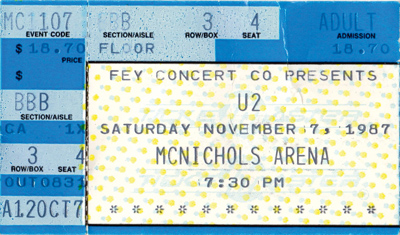 MC1107 BBB 3 4 ADULT
EVENT CODE SECTION/AISLE ROW/BOX SEAT ADMISSION
$ 18.70 FLOOR 18.70
PRICE
FEY CONCERT CO PRESENTS
BBB
U2
SECTION/AISLE
CA 1X
SATURDAY NOVEMBER 7, 1987
3 4
MCNICHOLS ARENA
ROW/BOX SEAT
OUT0831
7:30 PM
A120CT7